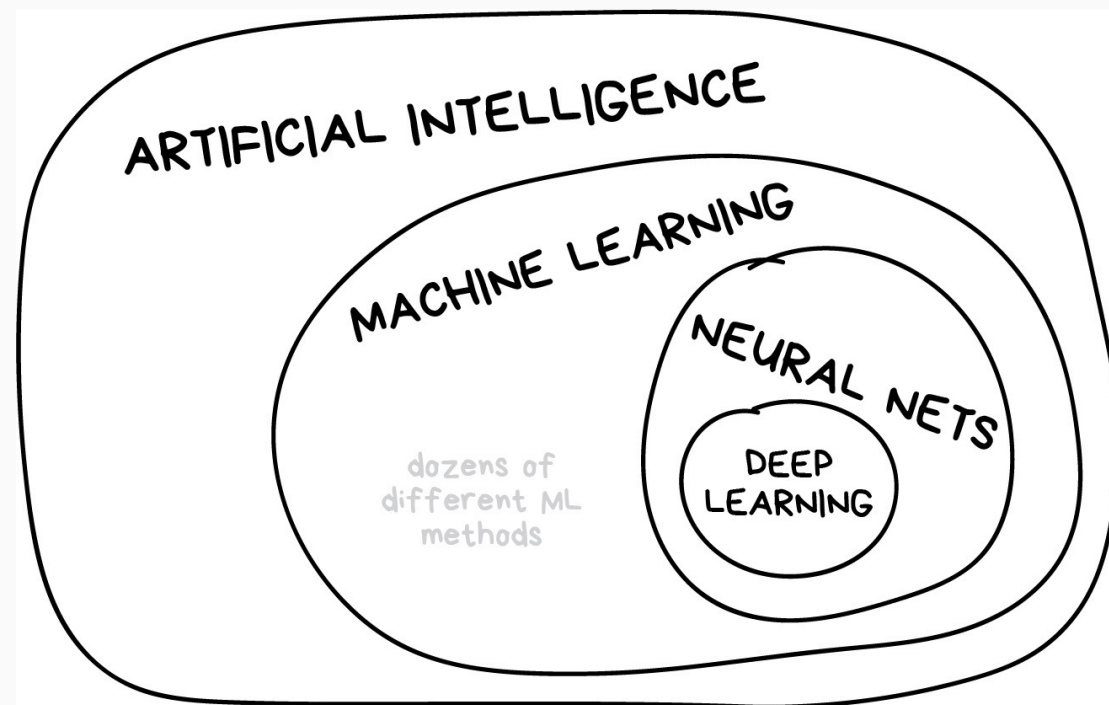 ARTIFICIAL INTELLIGENCE
MACHINE LEARNING
NEURAL NETS
dozens of
different ML
methods
DEEP
LEARNING